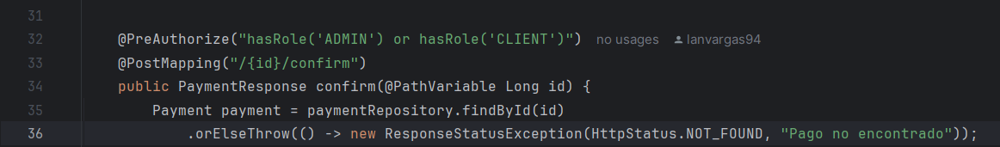 31
32 @PreAuthorize("hasRole('ADMIN') or hasRole('CLIENT')") no usages lanvargas94
33 @PostMapping("/{id}/confirm")
34 public PaymentResponse confirm(@PathVariable Long id) {
35 Payment payment = paymentRepository.findById(id)
36 .orElseThrow(() -> new ResponseStatusException(HttpStatus.NOT_FOUND, "Pago no encontrado"));